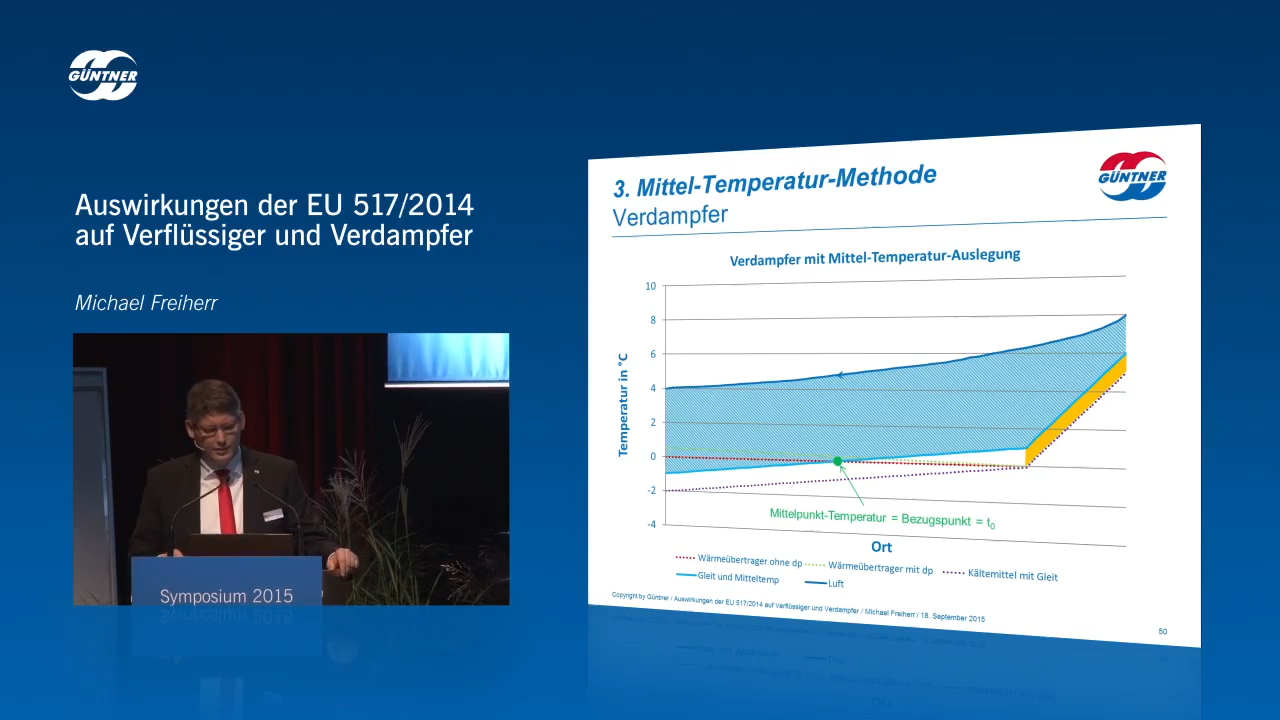 GÜNTNER
Auswirkungen der EU 517/2014
auf Verflüssiger und Verdampfer
Michael Freiherr
Symposium 2015
3. Mittel-Temperatur-Methode
Verdampfer
GÜNTNER
Verdampfer mit Mittel-Temperatur-Auslegung
Temperatur in °C
10
8
6
4
2
0
-2
-4
Mittelpunkt-Temperatur = Bezugspunkt = t0
Ort
Wärmeübertrager ohne dp
Wärmeübertrager mit dp
Kältemittel mit Gleit
Gleit und Mitteltemp
Luft
Copyright by Güntner / Auswirkungen der EU 517/2014 auf Verflüssiger und Verdampfer / Michael Freiherr / 18. September 2015
50